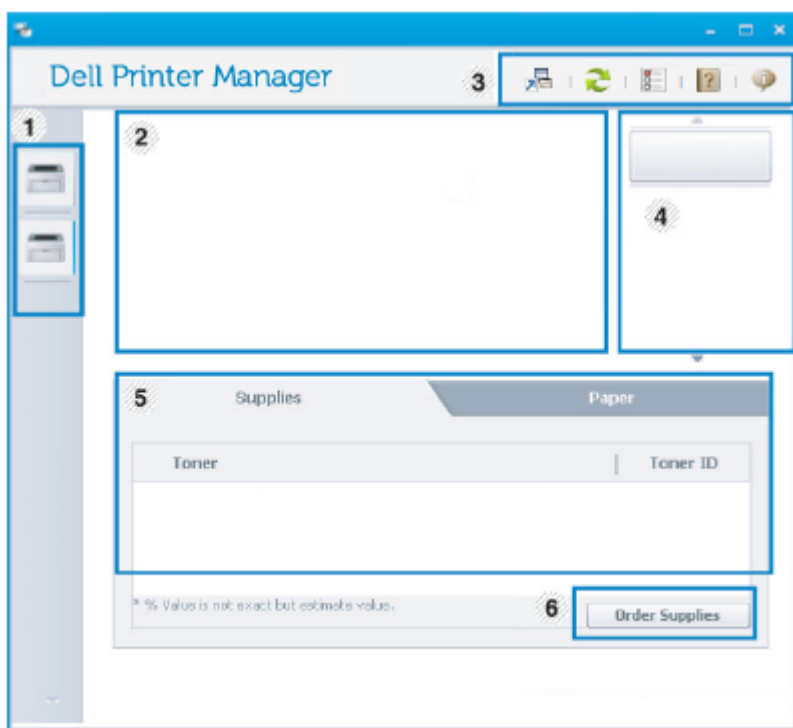 Dell Printer Manager
3
1
2
4
5 Supplies Paper
Toner Toner ID
* % Value is not exact but estimate value.
6 Order Supplies